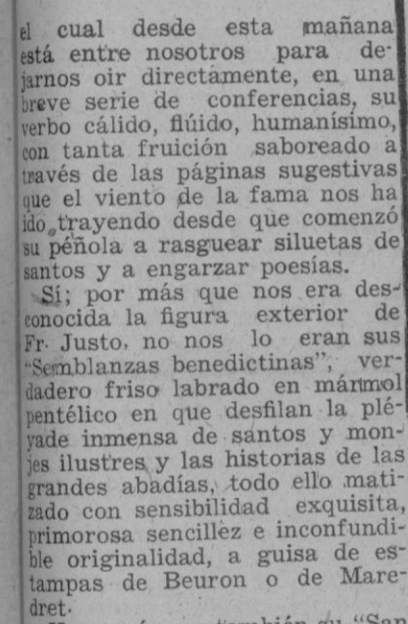 el cual desde esta mañana
está entre nosotros para de-
jarnos oir directamente, en una
breve serie de conferencias, su
verbo cálido, flúido, humanísimo,
con tanta fruición saboreado a
través de las páginas sugestivas
que el viento de la fama nos ha
ido trayendo desde que comenzó
su péñola a rasguear siluetas de
santos y a engarzar poesías.
Sí; por más que nos era des-
conocida la figura exterior de
Fr. Justo, no nos lo eran sus
“Semblanzas benedictinas”, ver-
dadero friso labrado en mármol
pentélico en que desfilan la plé-
yade inmensa de santos y mon-
jes ilustres y las historias de las
grandes abadías, todo ello mati-
zado con sensibilidad exquisita,
primorosa sencillez e inconfundi-
ble originalidad, a guisa de es-
tampas de Beuron o de Mare-
dret.
su “San